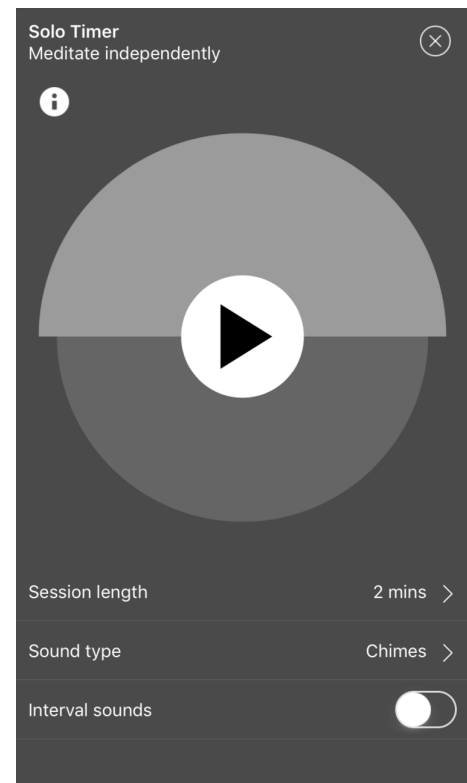 Solo Timer
Meditate independently
Session length 2 mins
Sound type Chimes
Interval sounds